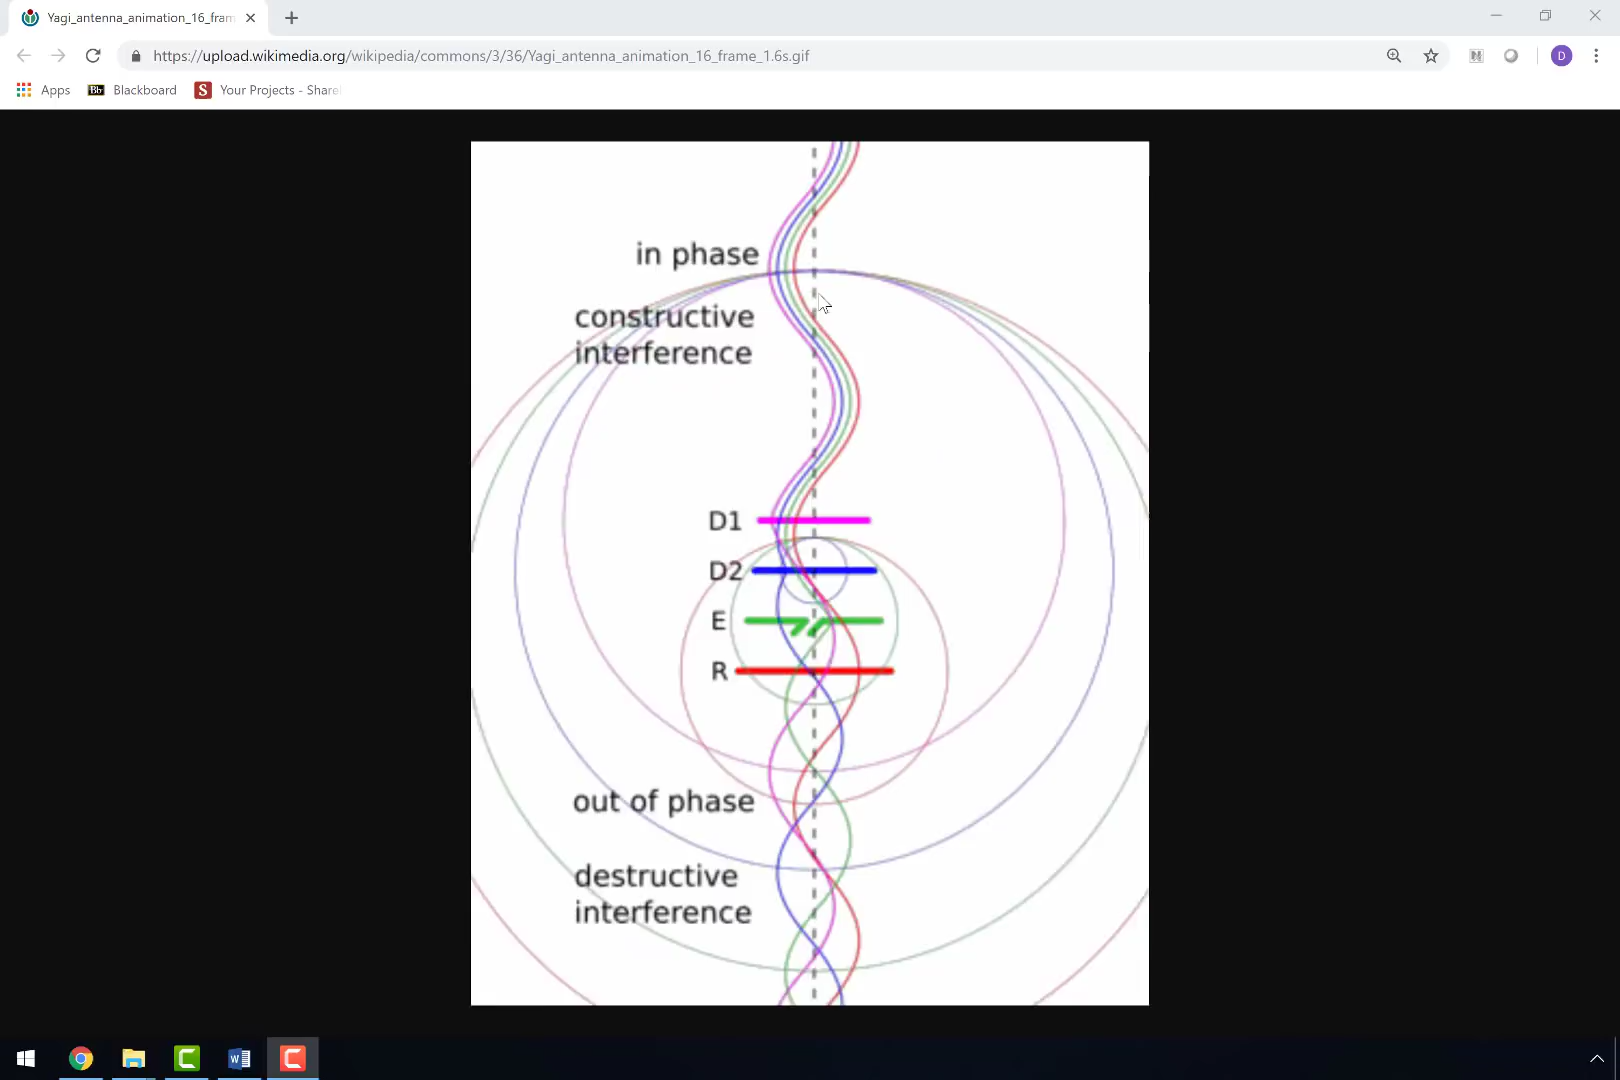 Yagi_antenna_animation_16_fram
https://upload.wikimedia.org/wikipedia/commons/3/36/Yagi_antenna_animation_16_frame_1.6s.gif
D
Apps
Bb
Blackboard
S
Your Projects - Share
in phase
constructive
interference
D1
D2
E
R
out of phase
destructive
interference